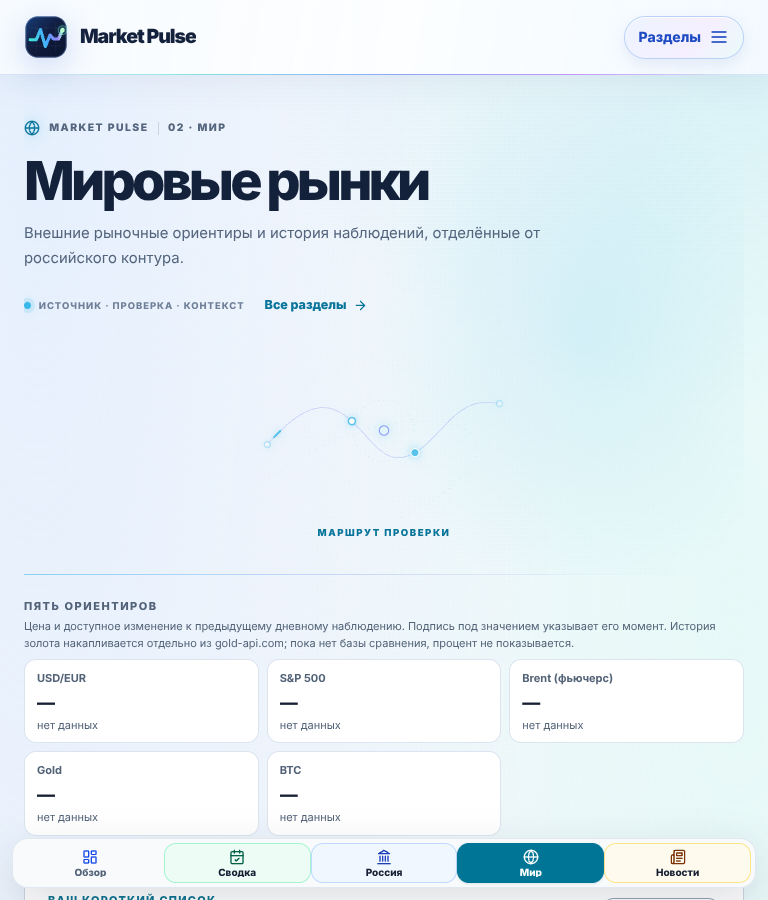 Market Pulse
Разделы
MARKET PULSE | 02 · МИР
Мировые рынки
Внешние рыночные ориентиры и история наблюдений, отделённые от
российского контура.
ИСТОЧНИК · ПРОВЕРКА · КОНТЕКСТ
Все разделы →
МАРШРУТ ПРОВЕРКИ
ПЯТЬ ОРИЕНТИРОВ
Цена и доступное изменение к предыдущему дневному наблюдению. Подпись под значением указывает его момент. История
золота накапливается отдельно из gold-api.com; пока нет базы сравнения, процент не показывается.
USD/EUR
—
нет данных
S&P 500
—
нет данных
Brent (фьючерс)
—
нет данных
Gold
—
нет данных
BTC
—
нет данных
Обзор
Сводка
Россия
Мир
Новости
ВАШ КОРОТКИЙ СПИСОК